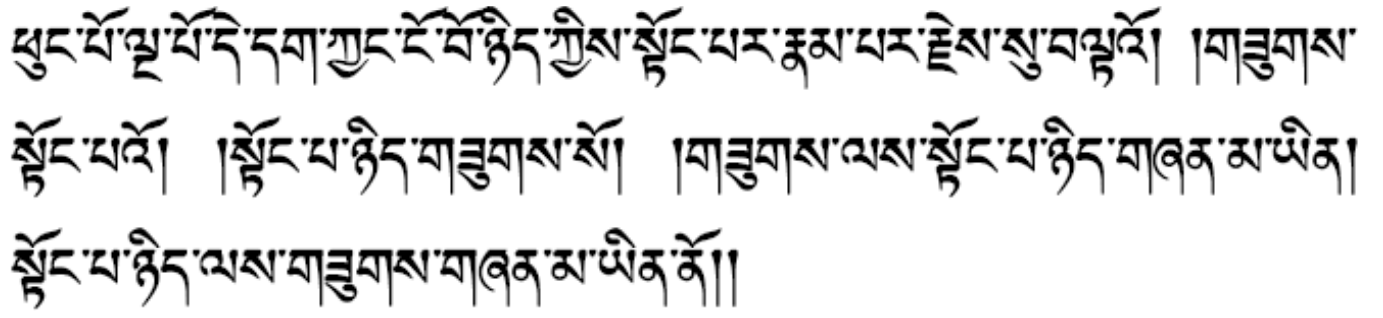 ཕུང་པོ་ལྔ་པོ་དེ་དག་ཀྱང་ངོ་བོ་ཉིད་ཀྱིས་སྟོང་པར་རྣམ་པར་རྗེས་སུ་བལྟའོ། །གཟུགས་
སྟོང་པའོ། །སྟོང་པ་ཉིད་གཟུགས་སོ། །གཟུགས་ལས་སྟོང་པ་ཉིད་གཞན་མ་ཡིན།
སྟོང་པ་ཉིད་ལས་གཟུགས་གཞན་མ་ཡིན་ནོ།།